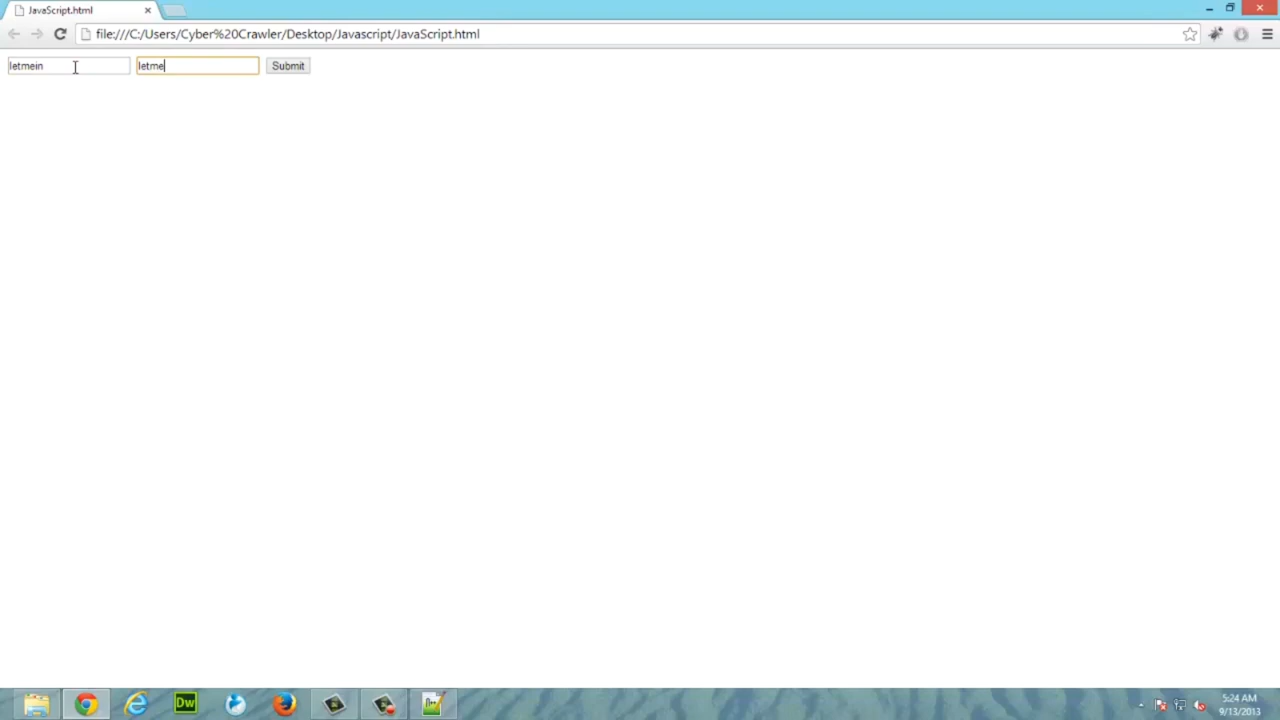 JavaScript.html
file:///C:/Users/Cyber%20Crawler/Desktop/Javascript/JavaScript.html
letmein letme Submit
Dw
5:24 AM
9/13/2013